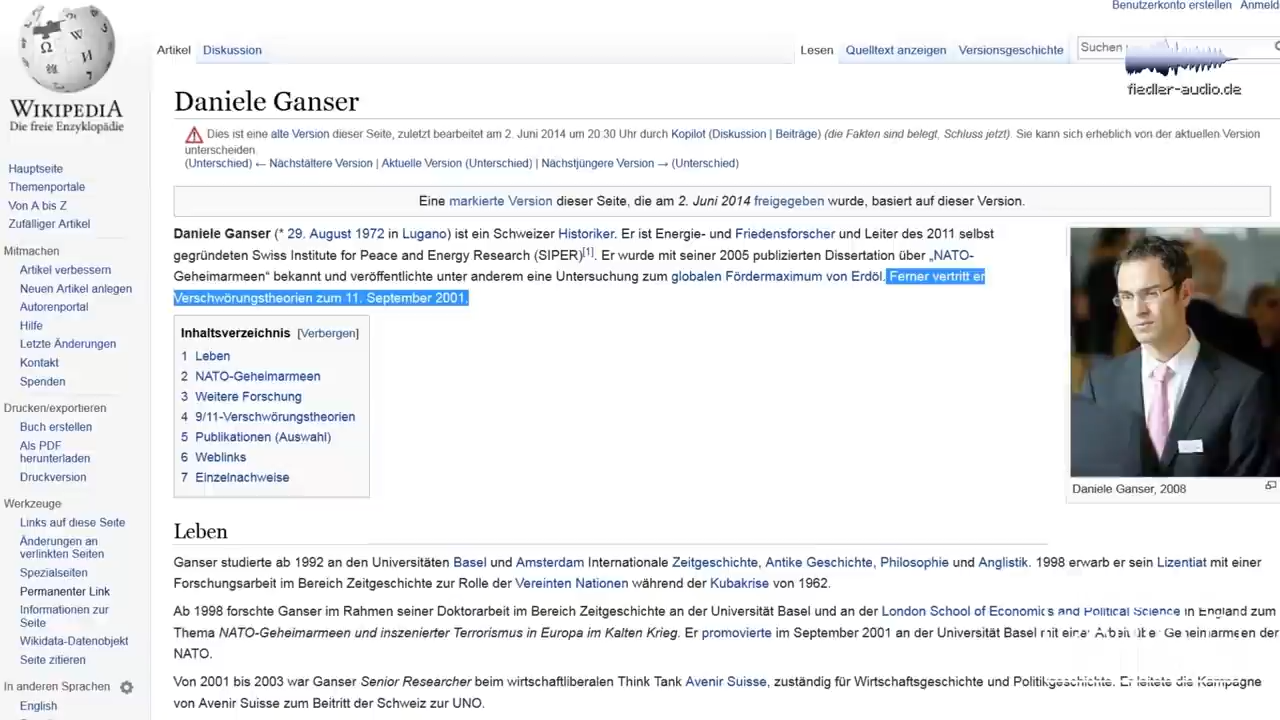 Benutzerkonto erstellen Anmeld
Artikel Diskussion Lesen Quelltext anzeigen Versionsgeschichte Suchen
fiedler-audio.de
WIKIPEDIA
Die freie Enzyklopädie
Hauptseite
Themenportale
Von A bis Z
Zufälliger Artikel
Mitmachen
Artikel verbessern
Neuen Artikel anlegen
Autorenportal
Hilfe
Letzte Änderungen
Kontakt
Spenden
Drucken/exportieren
Buch erstellen
Als PDF
herunterladen
Druckversion
Werkzeuge
Links auf diese Seite
Änderungen an
verlinkten Seiten
Spezialseiten
Permanenter Link
Informationen zur
Seite
Wikidata-Datenobjekt
Seite zitieren
In anderen Sprachen
English
Daniele Ganser
Dies ist eine alte Version dieser Seite, zuletzt bearbeitet am 2. Juni 2014 um 20:30 Uhr durch Kopilot (Diskussion | Beiträge) (die Fakten sind belegt, Schluss jetzt). Sie kann sich erheblich von der aktuellen Version
unterscheiden.
(Unterschied) ← Nächstältere Version | Aktuelle Version (Unterschied) | Nächstjüngere Version → (Unterschied)
Eine markierte Version dieser Seite, die am 2. Juni 2014 freigegeben wurde, basiert auf dieser Version.
Daniele Ganser (* 29. August 1972 in Lugano) ist ein Schweizer Historiker. Er ist Energie- und Friedensforscher und Leiter des 2011 selbst
gegründeten Swiss Institute for Peace and Energy Research (SIPER)[1]. Er wurde mit seiner 2005 publizierten Dissertation über „NATO-
Geheimarmeen“ bekannt und veröffentlichte unter anderem eine Untersuchung zum globalen Fördermaximum von Erdöl. Ferner vertritt er
Verschwörungstheorien zum 11. September 2001.
Inhaltsverzeichnis [Verbergen]
1 Leben
2 NATO-Geheimarmeen
3 Weitere Forschung
4 9/11-Verschwörungstheorien
5 Publikationen (Auswahl)
6 Weblinks
7 Einzelnachweise
Daniele Ganser, 2008
Leben
Ganser studierte ab 1992 an den Universitäten Basel und Amsterdam Internationale Zeitgeschichte, Antike Geschichte, Philosophie und Anglistik. 1998 erwarb er sein Lizentiat mit einer
Forschungsarbeit im Bereich Zeitgeschichte zur Rolle der Vereinten Nationen während der Kubakrise von 1962.
Ab 1998 forschte Ganser im Rahmen seiner Doktorarbeit im Bereich Zeitgeschichte an der Universität Basel und an der London School of Economics and Political Science in England zum
Thema NATO-Geheimarmeen und inszenierter Terrorismus in Europa im Kalten Krieg. Er promovierte im September 2001 an der Universität Basel mit einer Arbeit über Geheimarmeen der
NATO.
Von 2001 bis 2003 war Ganser Senior Researcher beim wirtschaftliberalen Think Tank Avenir Suisse, zuständig für Wirtschaftsgeschichte und Politikgeschichte. Er leitete die Kampagne
von Avenir Suisse zum Beitritt der Schweiz zur UNO.